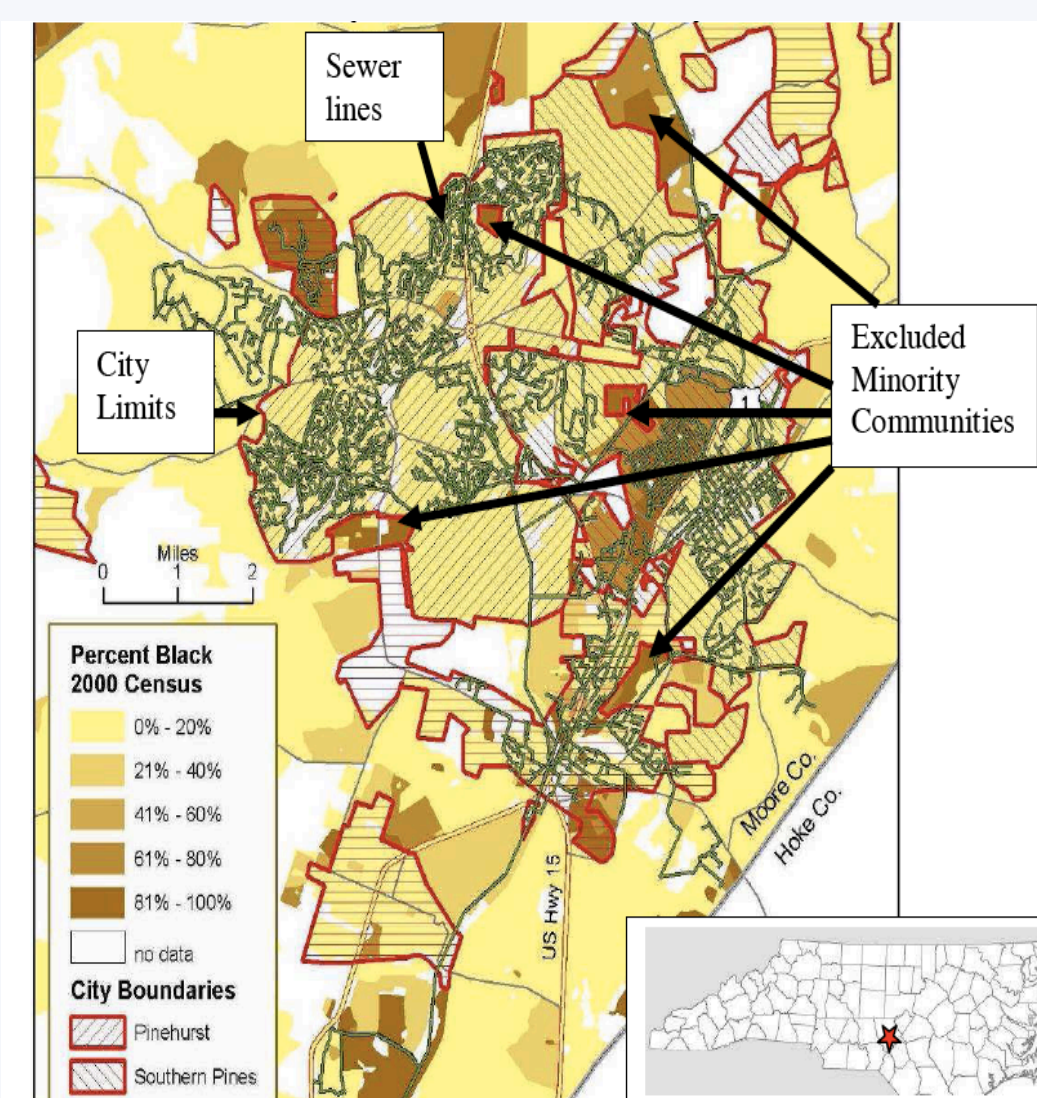 Sewer
lines
Excluded
Minority
Communities
City
Limits
1
Miles
0 1 2
Percent Black
2000 Census
0% - 20%
21% - 40%
41% - 60%
61% - 80%
81% - 100%
no data
City Boundaries
Pinehurst
Southern Pines
Moore Co.
Hoke Co.
US Hwy 15